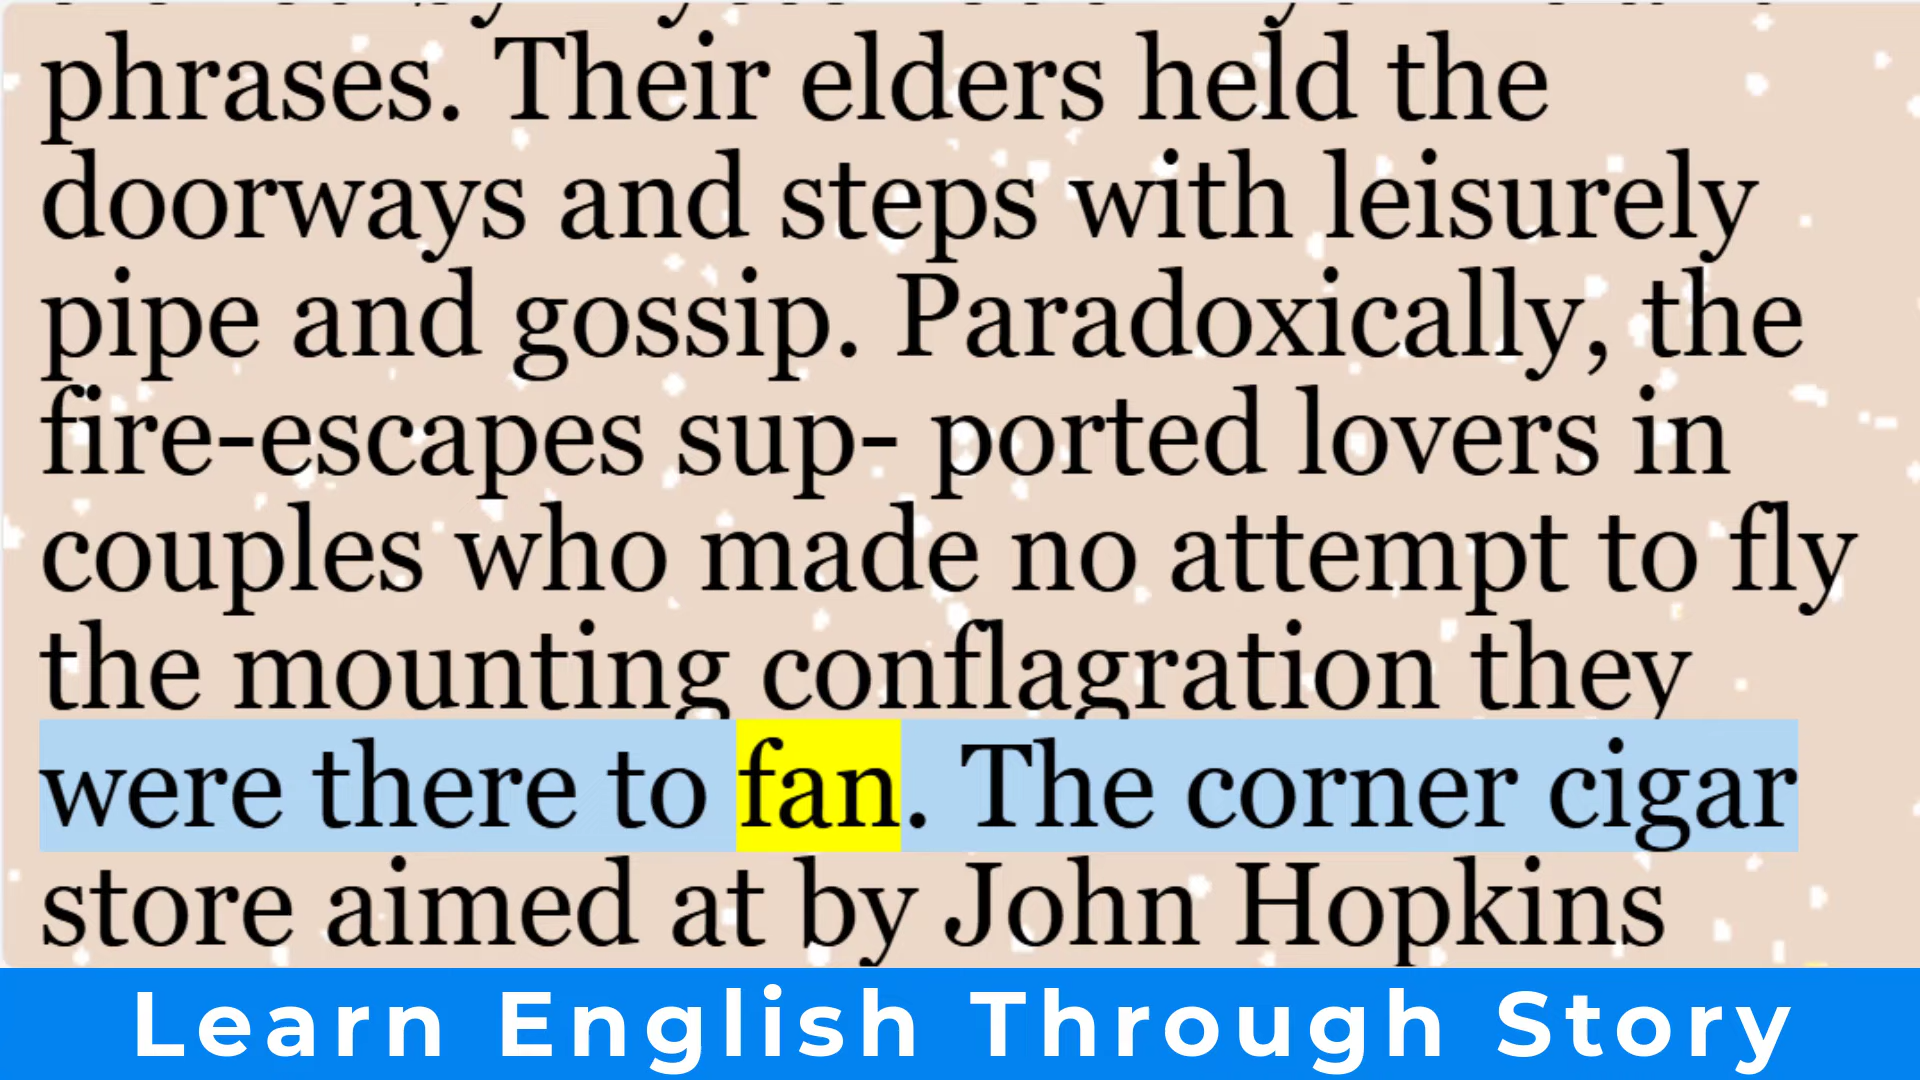 phrases. Their elders held the
doorways and steps with leisurely
pipe and gossip. Paradoxically, the
fire-escapes sup- ported lovers in
couples who made no attempt to fly
the mounting conflagration they
were there to fan. The corner cigar
store aimed at by John Hopkins
Learn English Through Story